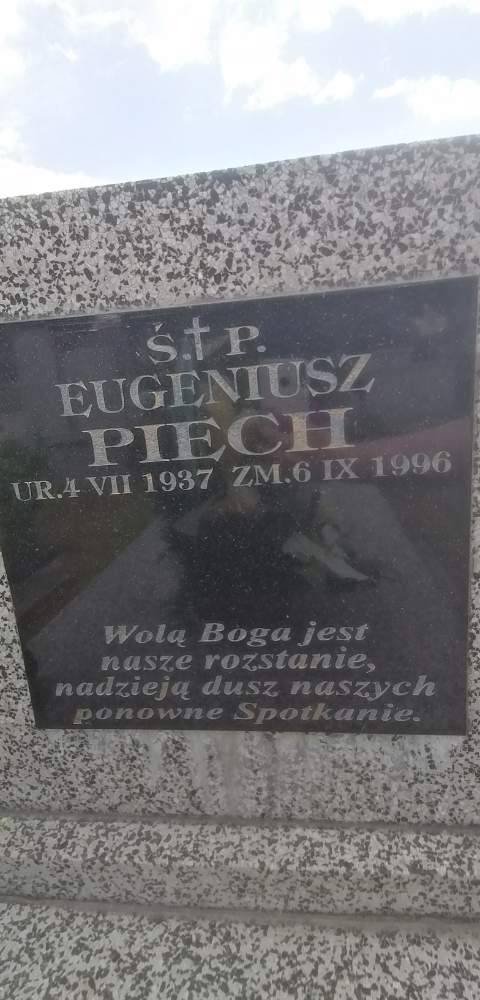 Ś.✝P.
EUGENIUSZ
PIECH
UR.4 VII 1937 ZM.6 IX 1996
Wolą Boga jest
nasze rozstanie,
nadzieją dusz naszych
ponowne Spotkanie.